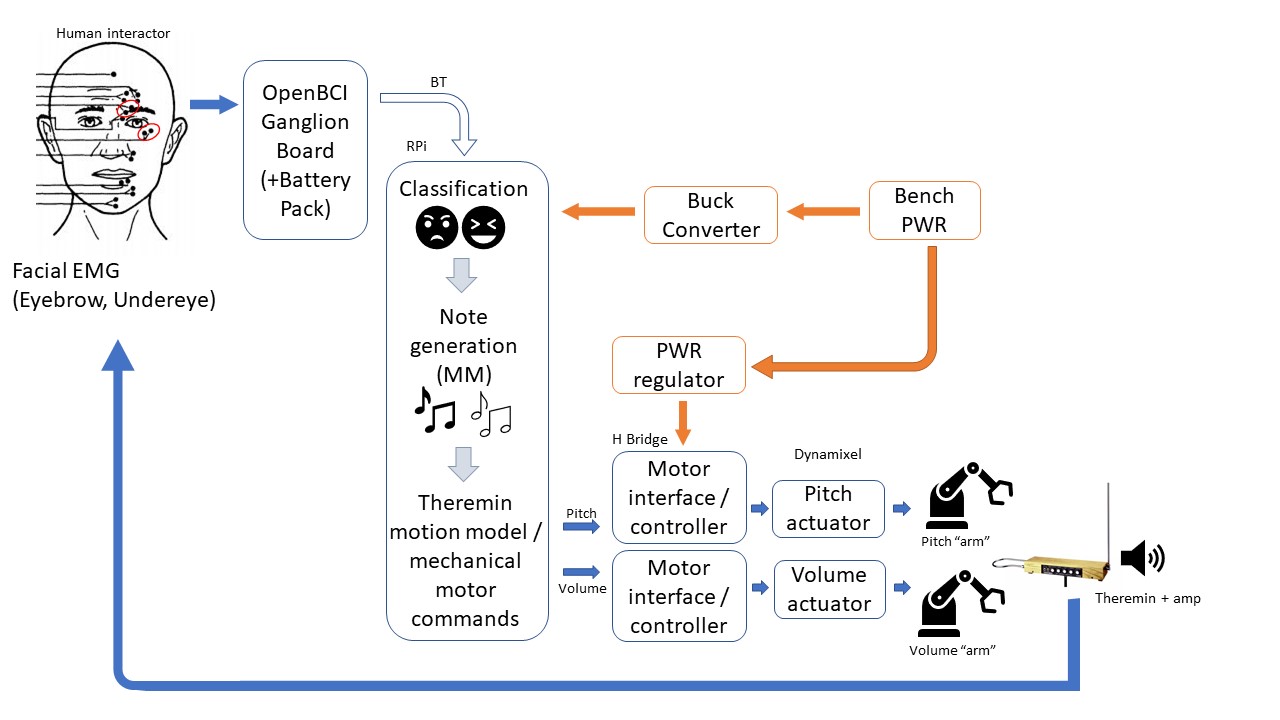 Human interactor
Facial EMG
(Eyebrow, Undereye)
OpenBCI
Ganglion
Board
(+Battery
Pack)
BT
RPi
Classification
Note
generation
(MM)
Theremin
motion model /
mechanical
motor
commands
Buck
Converter
Bench
PWR
PWR
regulator
H Bridge
Pitch
Motor
interface /
controller
Dynamixel
Pitch
actuator
Pitch “arm”
Volume
Motor
interface /
controller
Volume
actuator
Volume “arm”
Theremin + amp